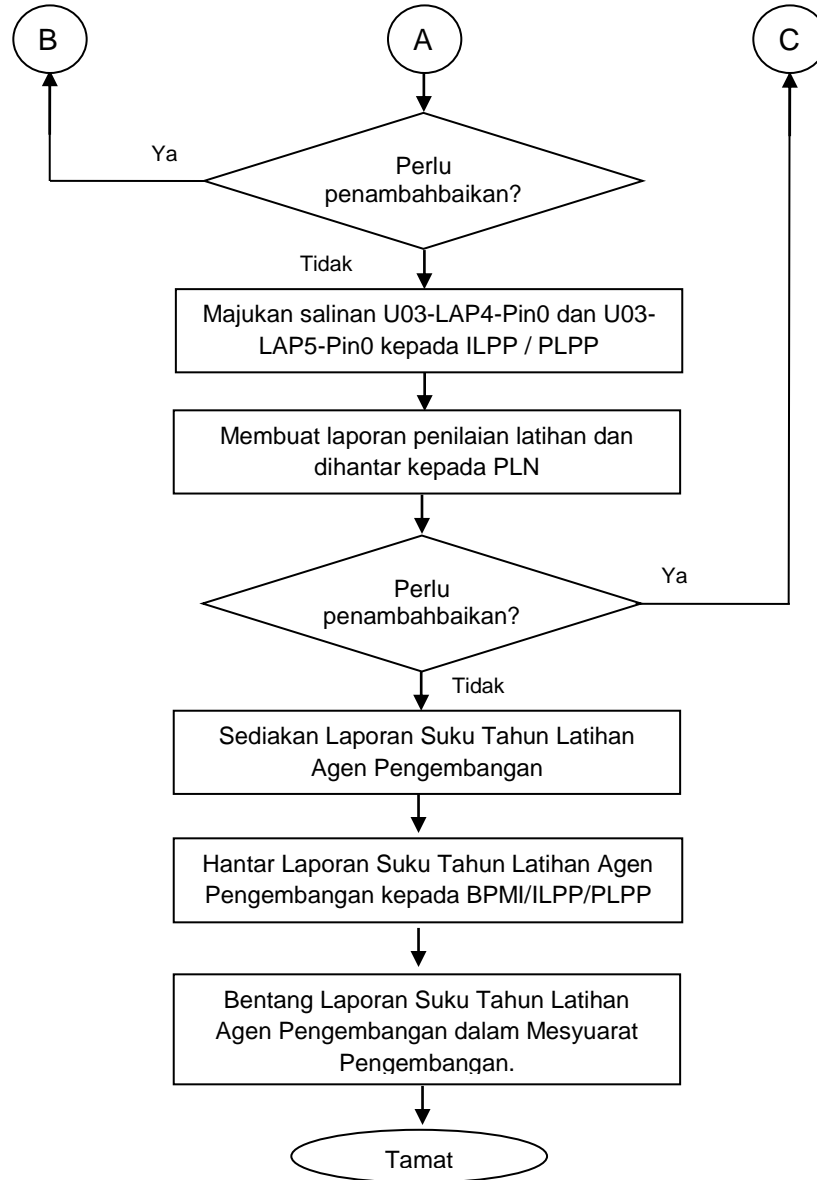 B
A
C
Ya
Perlu
penambahbaikan?
Tidak
Majukan salinan U03-LAP4-Pin0 dan U03-
LAP5-Pin0 kepada ILPP / PLPP
Membuat laporan penilaian latihan dan
dihantar kepada PLN
Perlu
penambahbaikan?
Ya
Tidak
Sediakan Laporan Suku Tahun Latihan
Agen Pengembangan
Hantar Laporan Suku Tahun Latihan Agen
Pengembangan kepada BPMI/ILPP/PLPP
Bentang Laporan Suku Tahun Latihan
Agen Pengembangan dalam Mesyuarat
Pengembangan.
Tamat